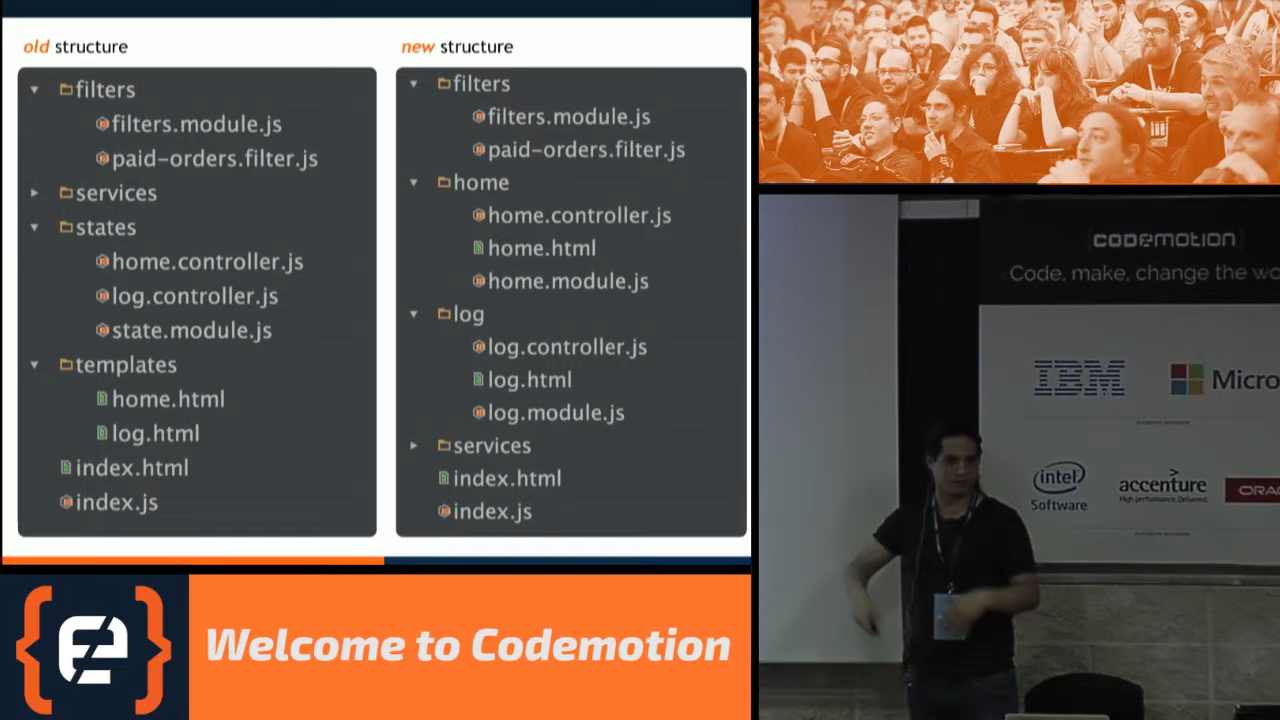 old structure
filters
filters.module.js
paid-orders.filter.js
services
states
home.controller.js
log.controller.js
state.module.js
templates
home.html
log.html
index.html
index.js
new structure
filters
filters.module.js
paid-orders.filter.js
home
home.controller.js
home.html
home.module.js
log
log.controller.js
log.html
log.module.js
services
index.html
index.js
Welcome to Codemotion
codemotion
Code, make, change the wo
IBM
Micro
intel
Software
accenture
High performance. Delivered.
ORAC